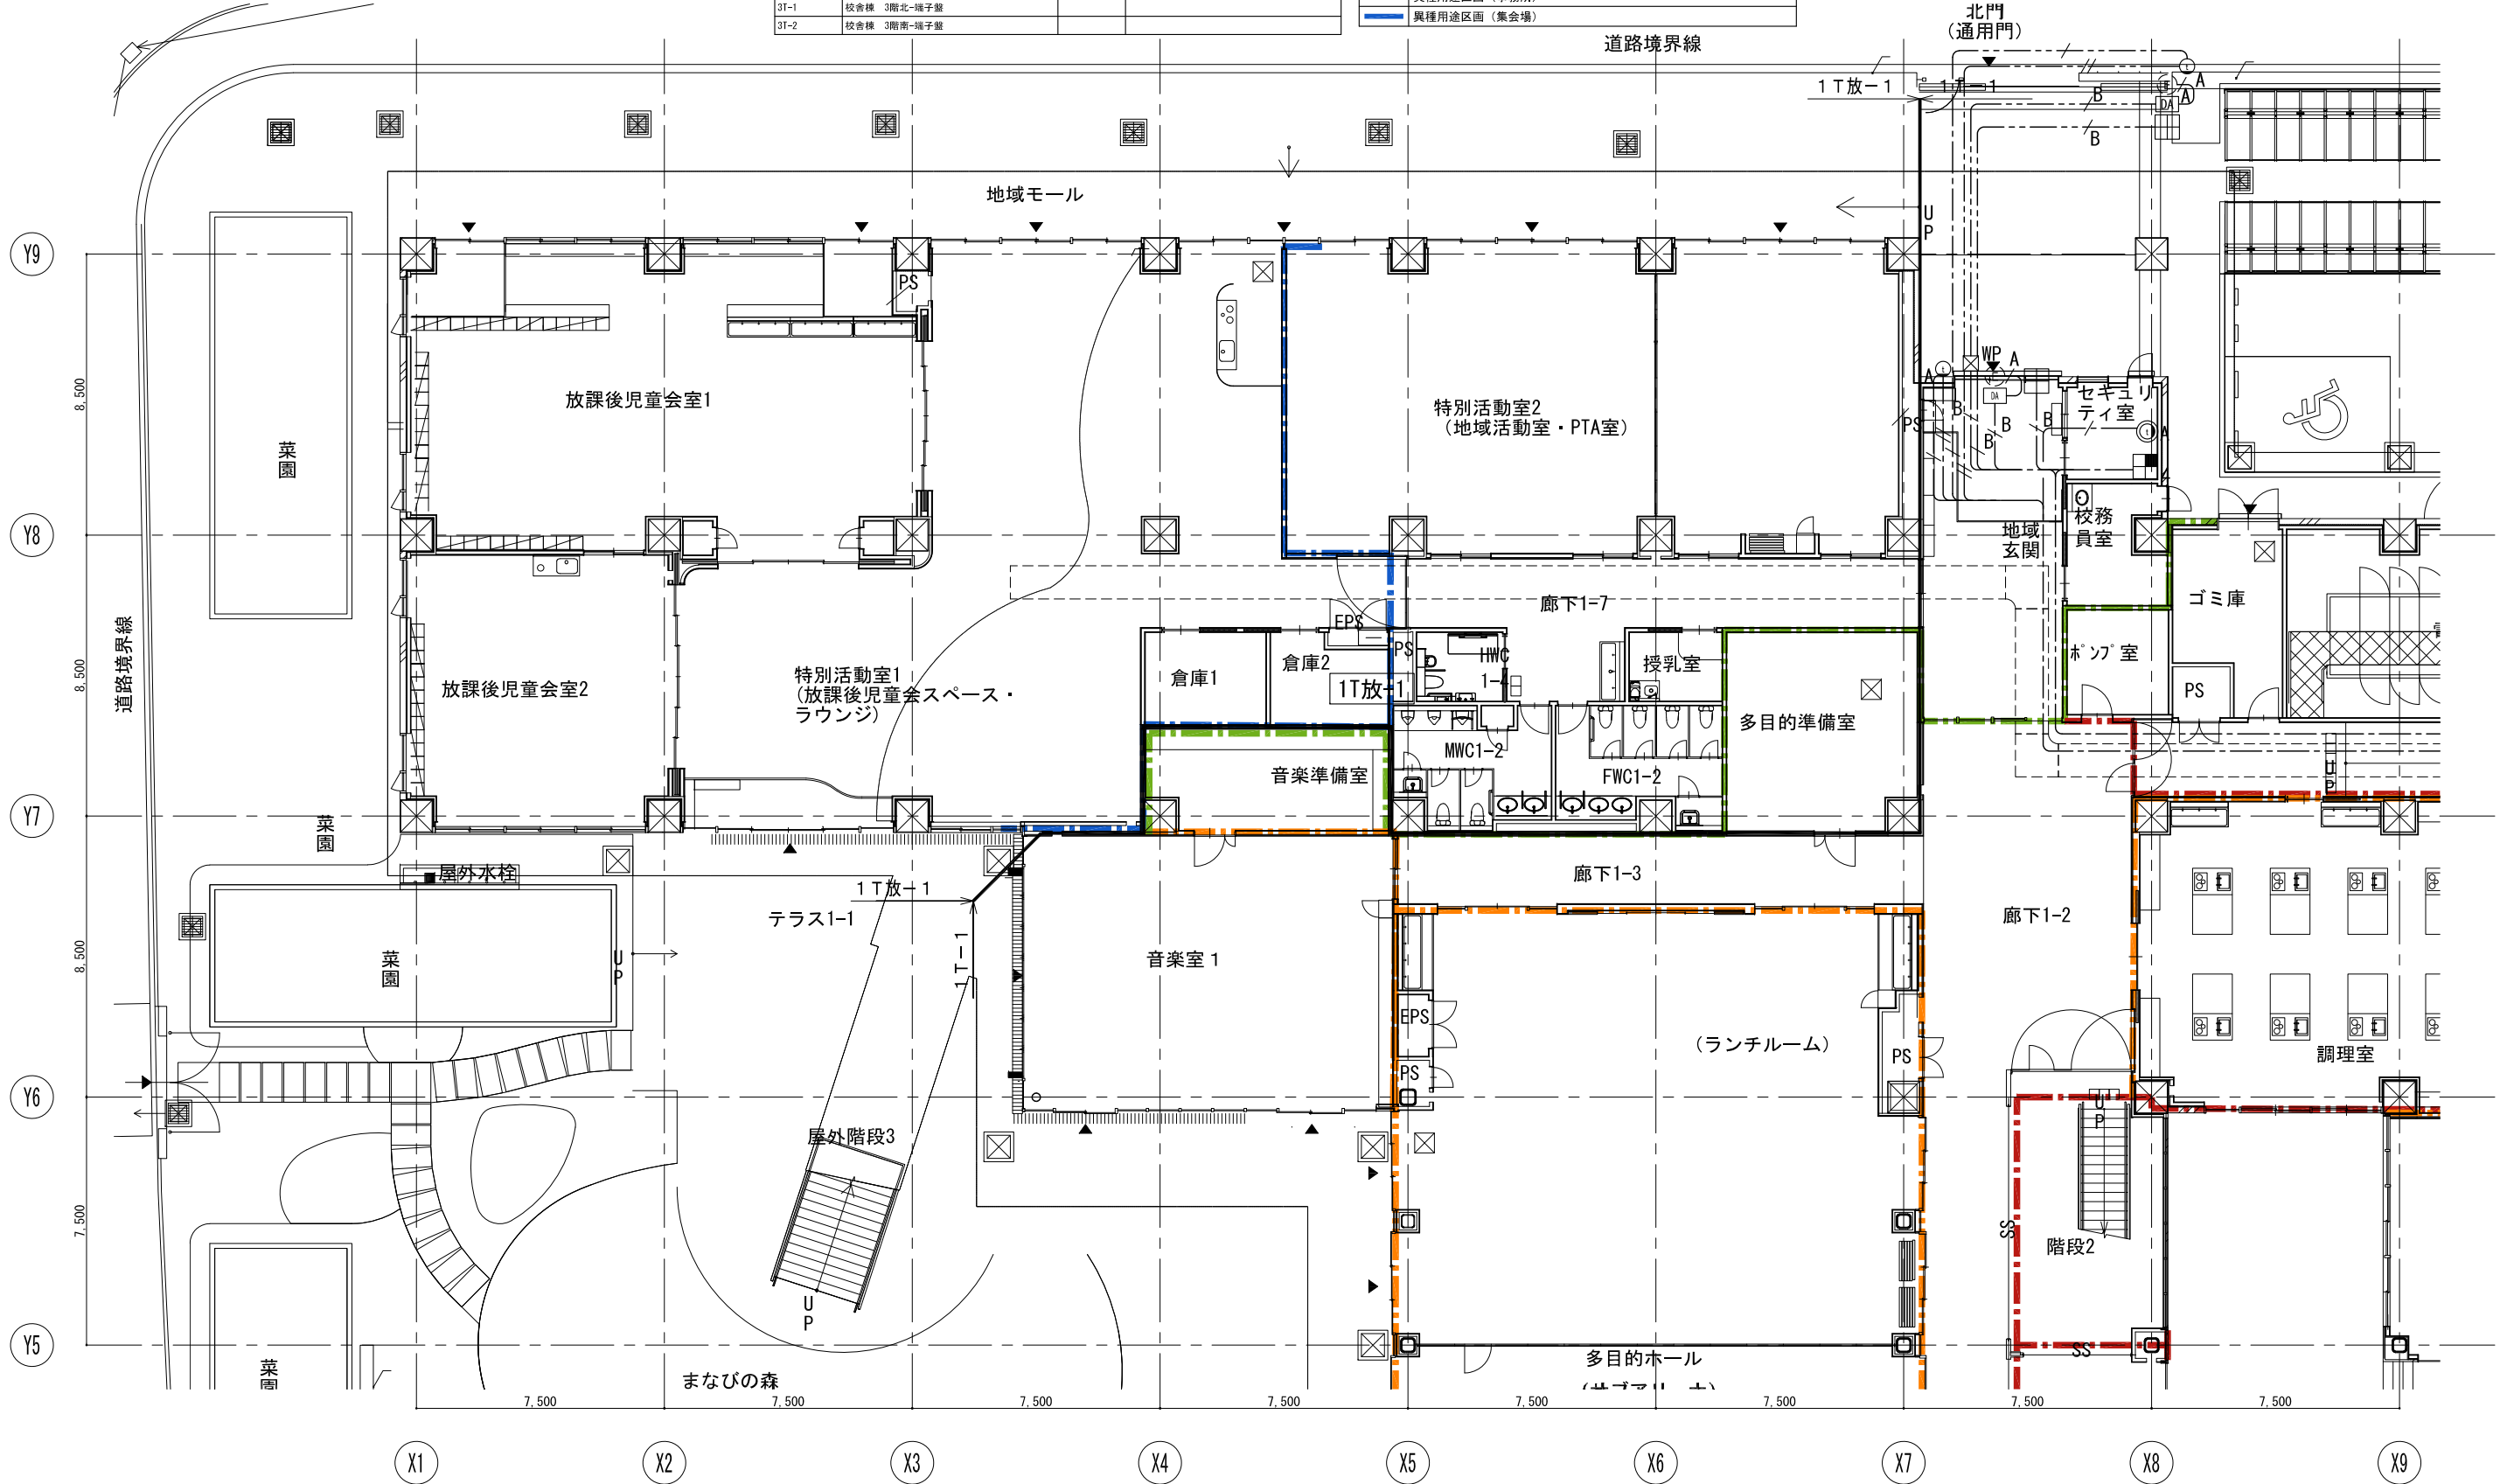 3T-1 校舎棟 3階北-端子盤
3T-2 校舎棟 3階南-端子盤
異種用途区画（集会場）
道路境界線
北門
（通用門）
1T放-1
1T-1
A
A
B
B
DA
地域モール
UP
Y9
PS
8,500
放課後児童会室1
特別活動室2
（地域活動室・PTA室）
WP
A
A
DA
B
B
B
B
A
PS
セキュリ
ティ室
菜園
Y8
地域
玄関
校務
員室
ゴミ庫
廊下1-7
道路境界線
8,500
放課後児童会室2
特別活動室1
（放課後児童会スペース・
ラウンジ）
倉庫1
倉庫2
EPS
PS
HWC
1-4
1T放-1
授乳室
多目的準備室
ﾎﾟﾝﾌﾟ室
PS
MWC1-2
FWC1-2
音楽準備室
UP
Y7
菜園
屋外水栓
1T放-1
テラス1-1
1T-1
廊下1-3
廊下1-2
8,500
菜園
UP
音楽室1
EPS
PS
（ランチルーム）
PS
調理室
Y6
UP
屋外階段3
7,500
SS
階段2
UP
Y5
SS
菜園
まなびの森
多目的ホール
7,500
7,500
7,500
7,500
7,500
7,500
7,500
7,500
X1
X2
X3
X4
X5
X6
X7
X8
X9